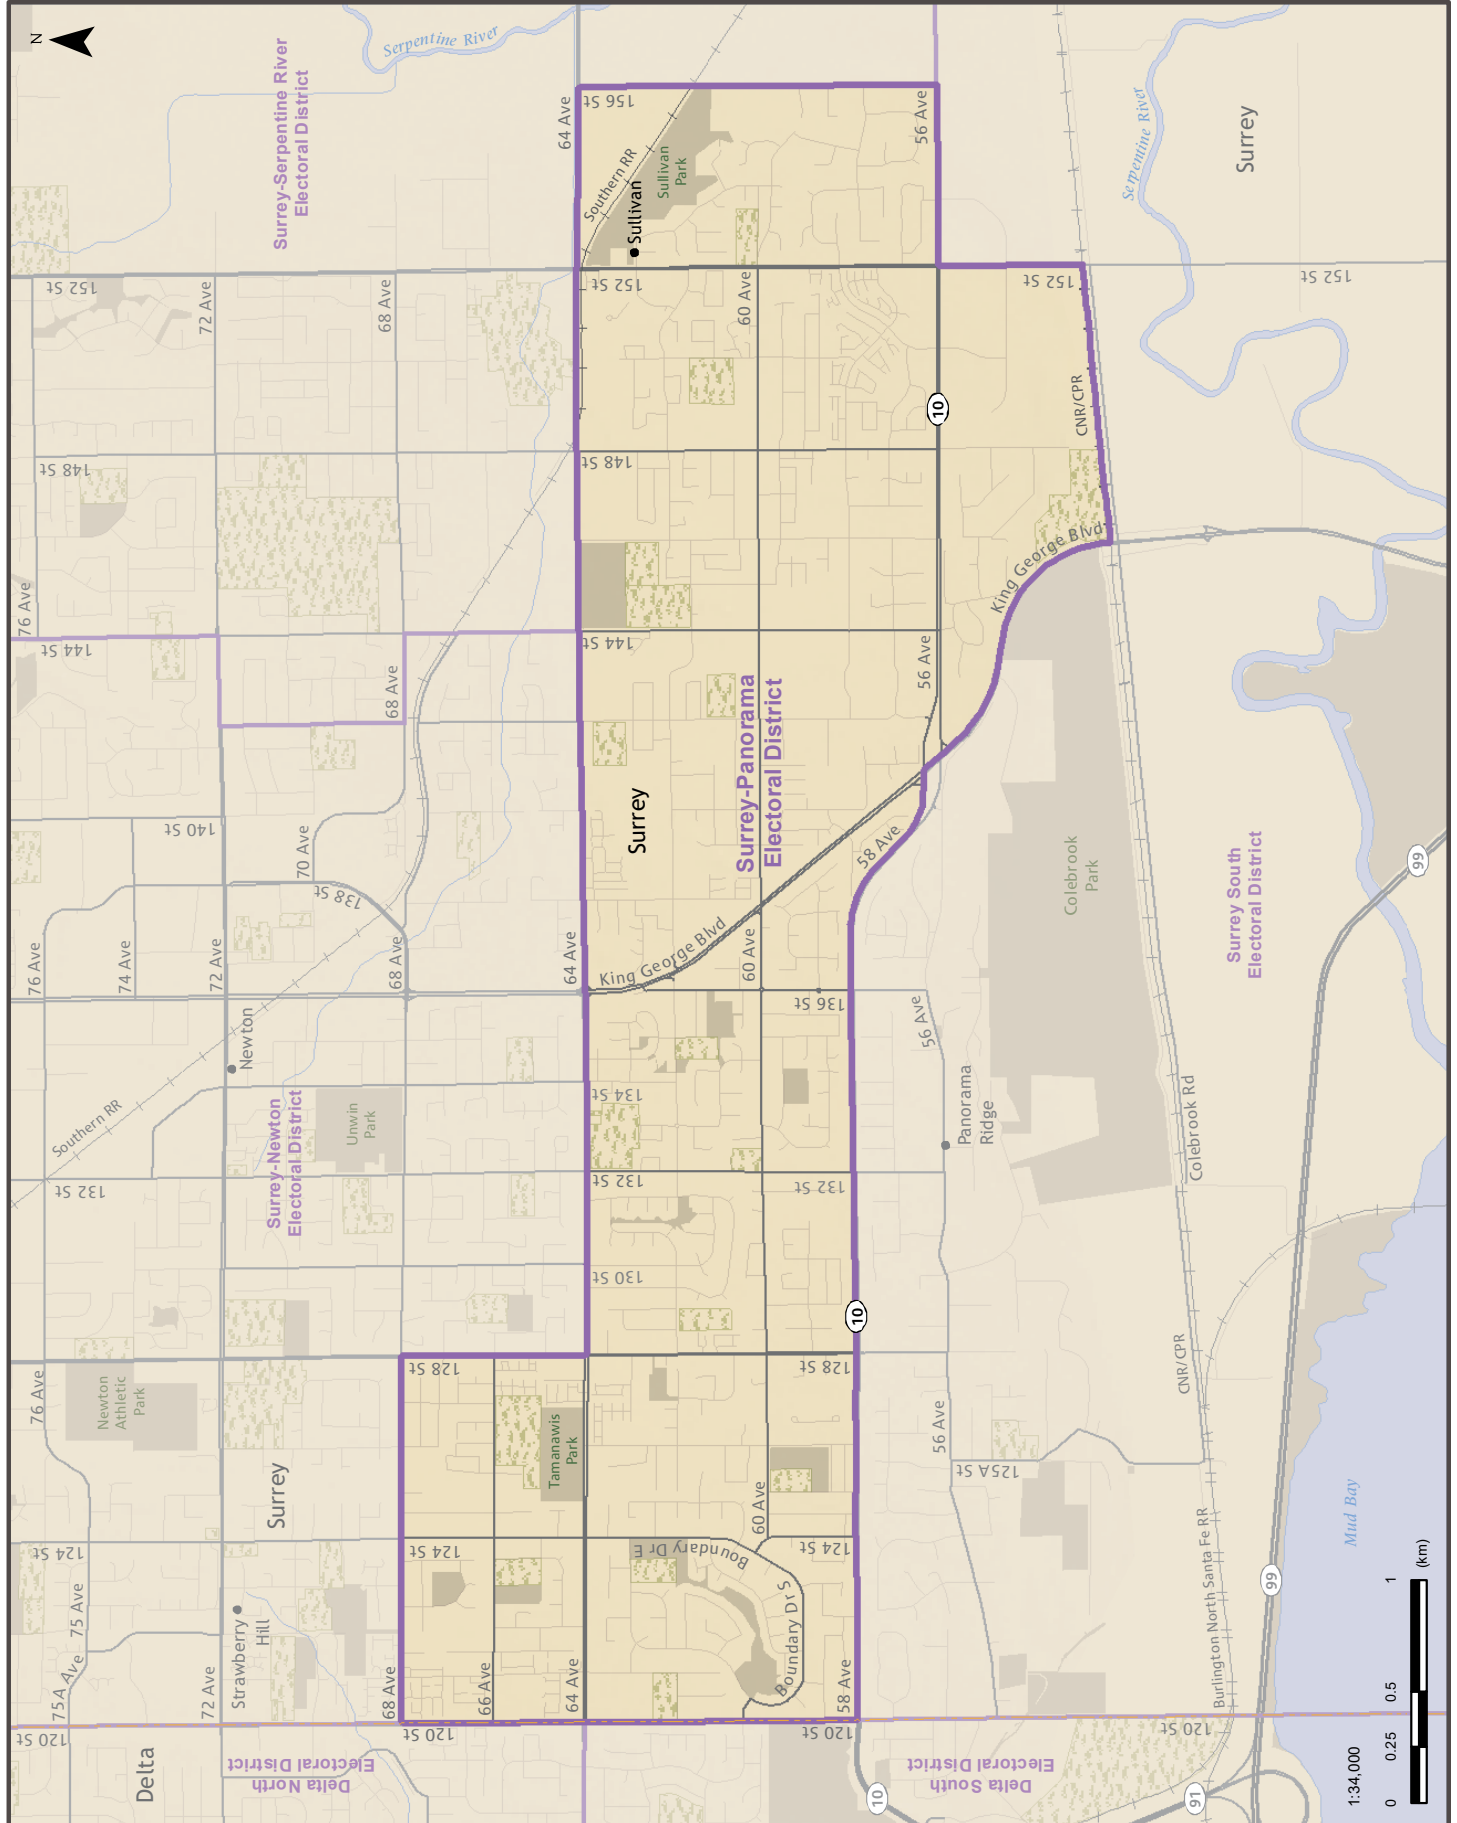 N
Serpentine River
Surrey-Serpentine River
Electoral District
64 Ave
156 St
Southern RR
Sullivan
Park
Sullivan
56 Ave
Serpentine River
Surrey
152 St
72 Ave
68 Ave
152 St
60 Ave
152 St
152 St
10
CNR/CPR
148 St
148 St
King George Blvd
76 Ave
144 St
68 Ave
144 St
56 Ave
Surrey-Panorama
Electoral District
Surrey
140 St
70 Ave
138 St
58 Ave
Colebrook
Park
Surrey South
Electoral District
99
76 Ave
74 Ave
72 Ave
68 Ave
64 Ave
King George Blvd
60 Ave
136 St
56 Ave
Newton
Southern RR
Surrey-Newton
Electoral District
Unwin
Park
134 St
Panorama
Ridge
Colebrook Rd
132 St
132 St
132 St
130 St
10
76 Ave
Newton
Athletic
Park
128 St
128 St
CNR/CPR
Tamanawis
Park
56 Ave
125A St
Surrey
60 Ave
124 St
124 St
124 St
Boundary Dr E
Boundary Dr S
Mud Bay
Burlington North Santa Fe RR
99
75 Ave
75A Ave
Strawberry
Hill
72 Ave
68 Ave
66 Ave
64 Ave
58 Ave
120 St
120 St
120 St
120 St
Delta
Delta North
Electoral District
Delta South
Electoral District
10
91
1:34,000
0
0.25
0.5
1
(km)